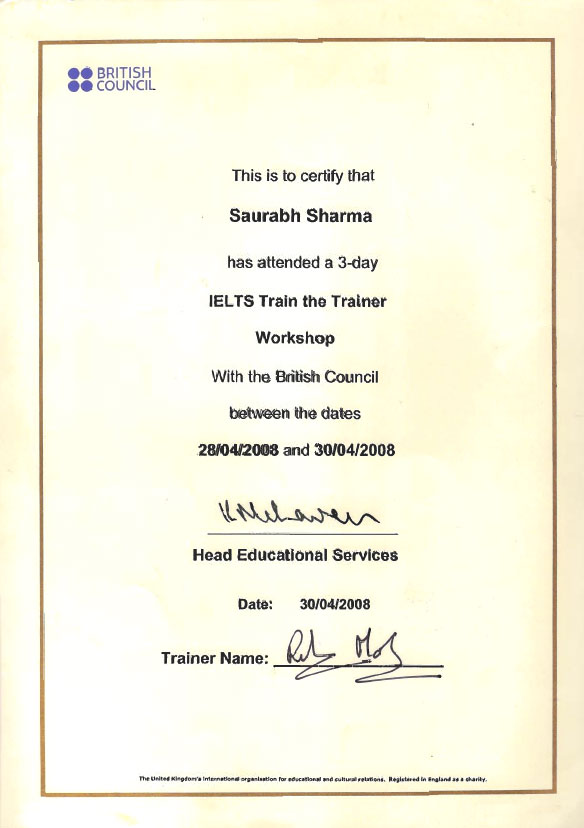 BRITISH
COUNCIL
This is to certify that
Saurabh Sharma
has attended a 3-day
IELTS Train the Trainer
Workshop
With the British Council
between the dates
28/04/2008 and 30/04/2008
Head Educational Services
Date: 30/04/2008
Trainer Name:
The United Kingdom's international organisation for educational and cultural relations. Registered in England as a charity.